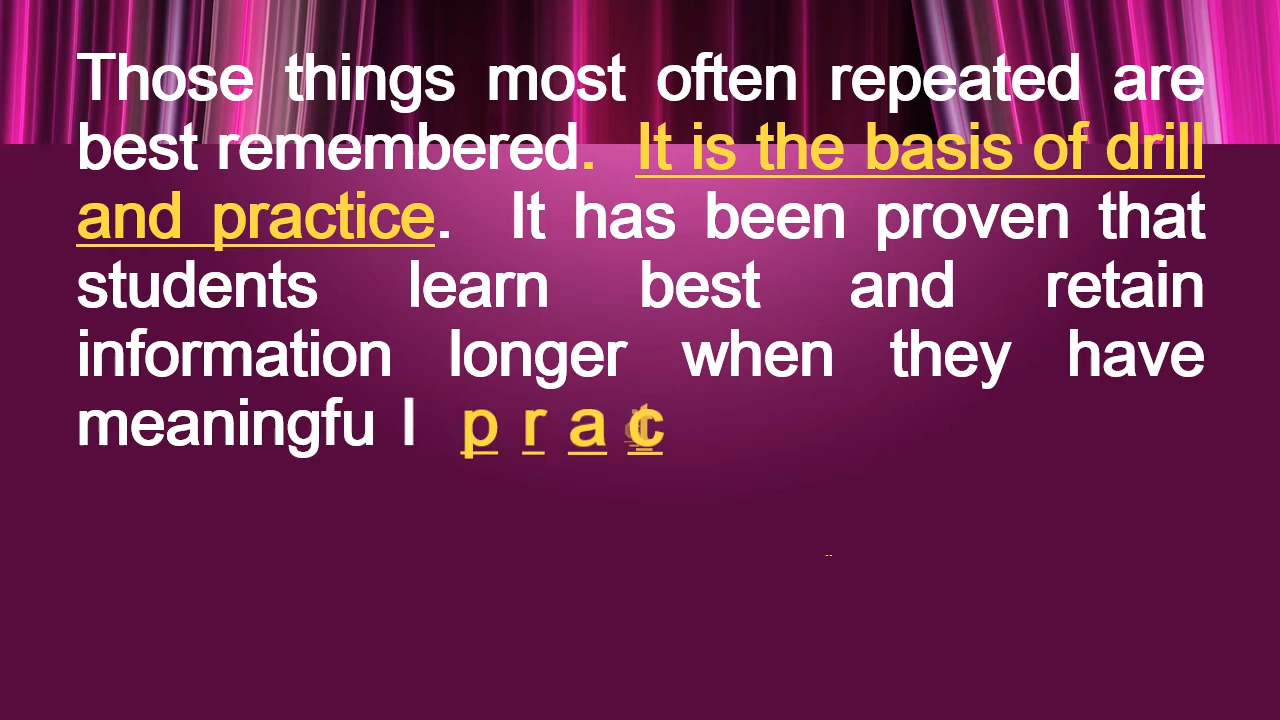 Those things most often repeated are
best remembered. It is the basis of drill
and practice. It has been proven that
students learn best and retain
information longer when they have
meaningfu l p r a c